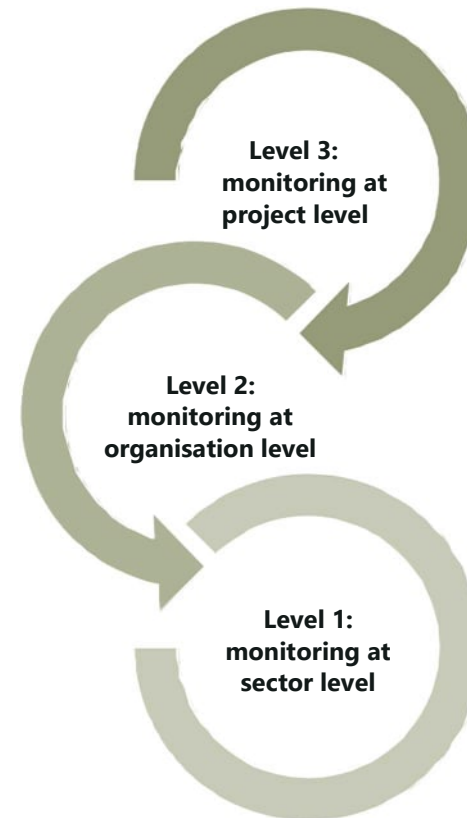 Level 3:
monitoring at
project level
Level 2:
monitoring at
organisation level
Level 1:
monitoring at
sector level